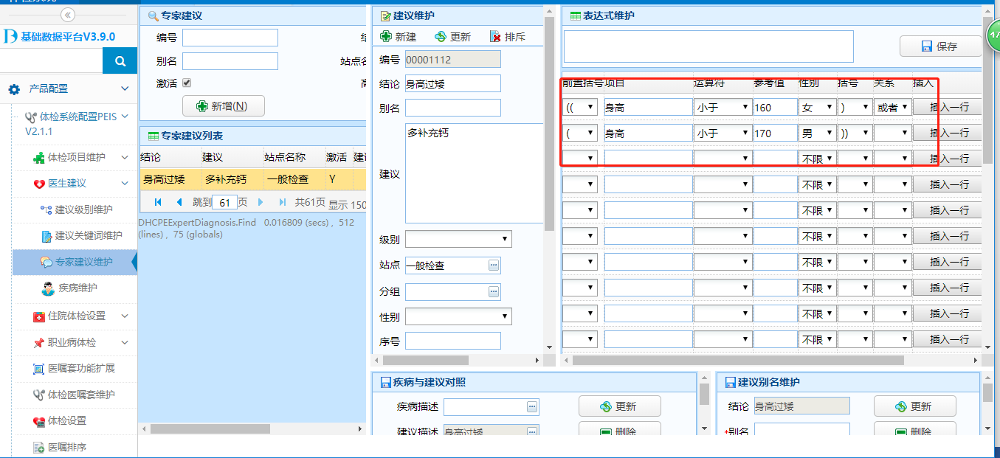 基础数据平台V3.9.0
产品配置
体检系统配置PEIS
V2.1.1
体检项目维护
医生建议
建议级别维护
建议关键词维护
专家建议维护
疾病维护
住院体检设置
职业病体检
医嘱套功能扩展
体检医嘱套维护
体检设置
医嘱排序
专家建议
编号
别名
站点名
激活
新增(N)
专家建议列表
结论 建议 站点名称 激活 建议
身高过矮 多补充钙 一般检查 Y
跳到 61 页 共61页 显示 150
DHCPEExpertDiagnosis.Find 0.016809 (secs) , 512
(lines) , 75 (globals)
建议维护
新建 更新 排斥
编号 00001112
结论 身高过矮
别名
建议 多补充钙
级别
站点 一般检查
分组
性别
序号
表达式维护
保存
前置括号 项目 运算符 参考值 性别 括号 关系 插入
(( 身高 小于 160 女 ) 或者 插入一行
( 身高 小于 170 男 )) 插入一行
不限 插入一行
不限 插入一行
不限 插入一行
不限 插入一行
不限 插入一行
不限 插入一行
不限 插入一行
不限 插入一行
疾病与建议对照
疾病描述 更新
建议描述 身高过矮 删除
建议别名维护
结论 身高过矮 更新
*别名 删除
47